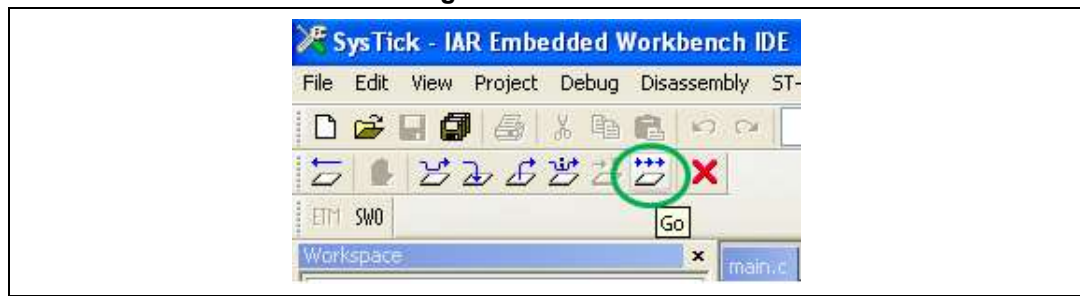 SysTick - IAR Embedded Workbench IDE
File Edit View Project Debug Disassembly ST-
ETM SWO
Go
Workspace
main.c